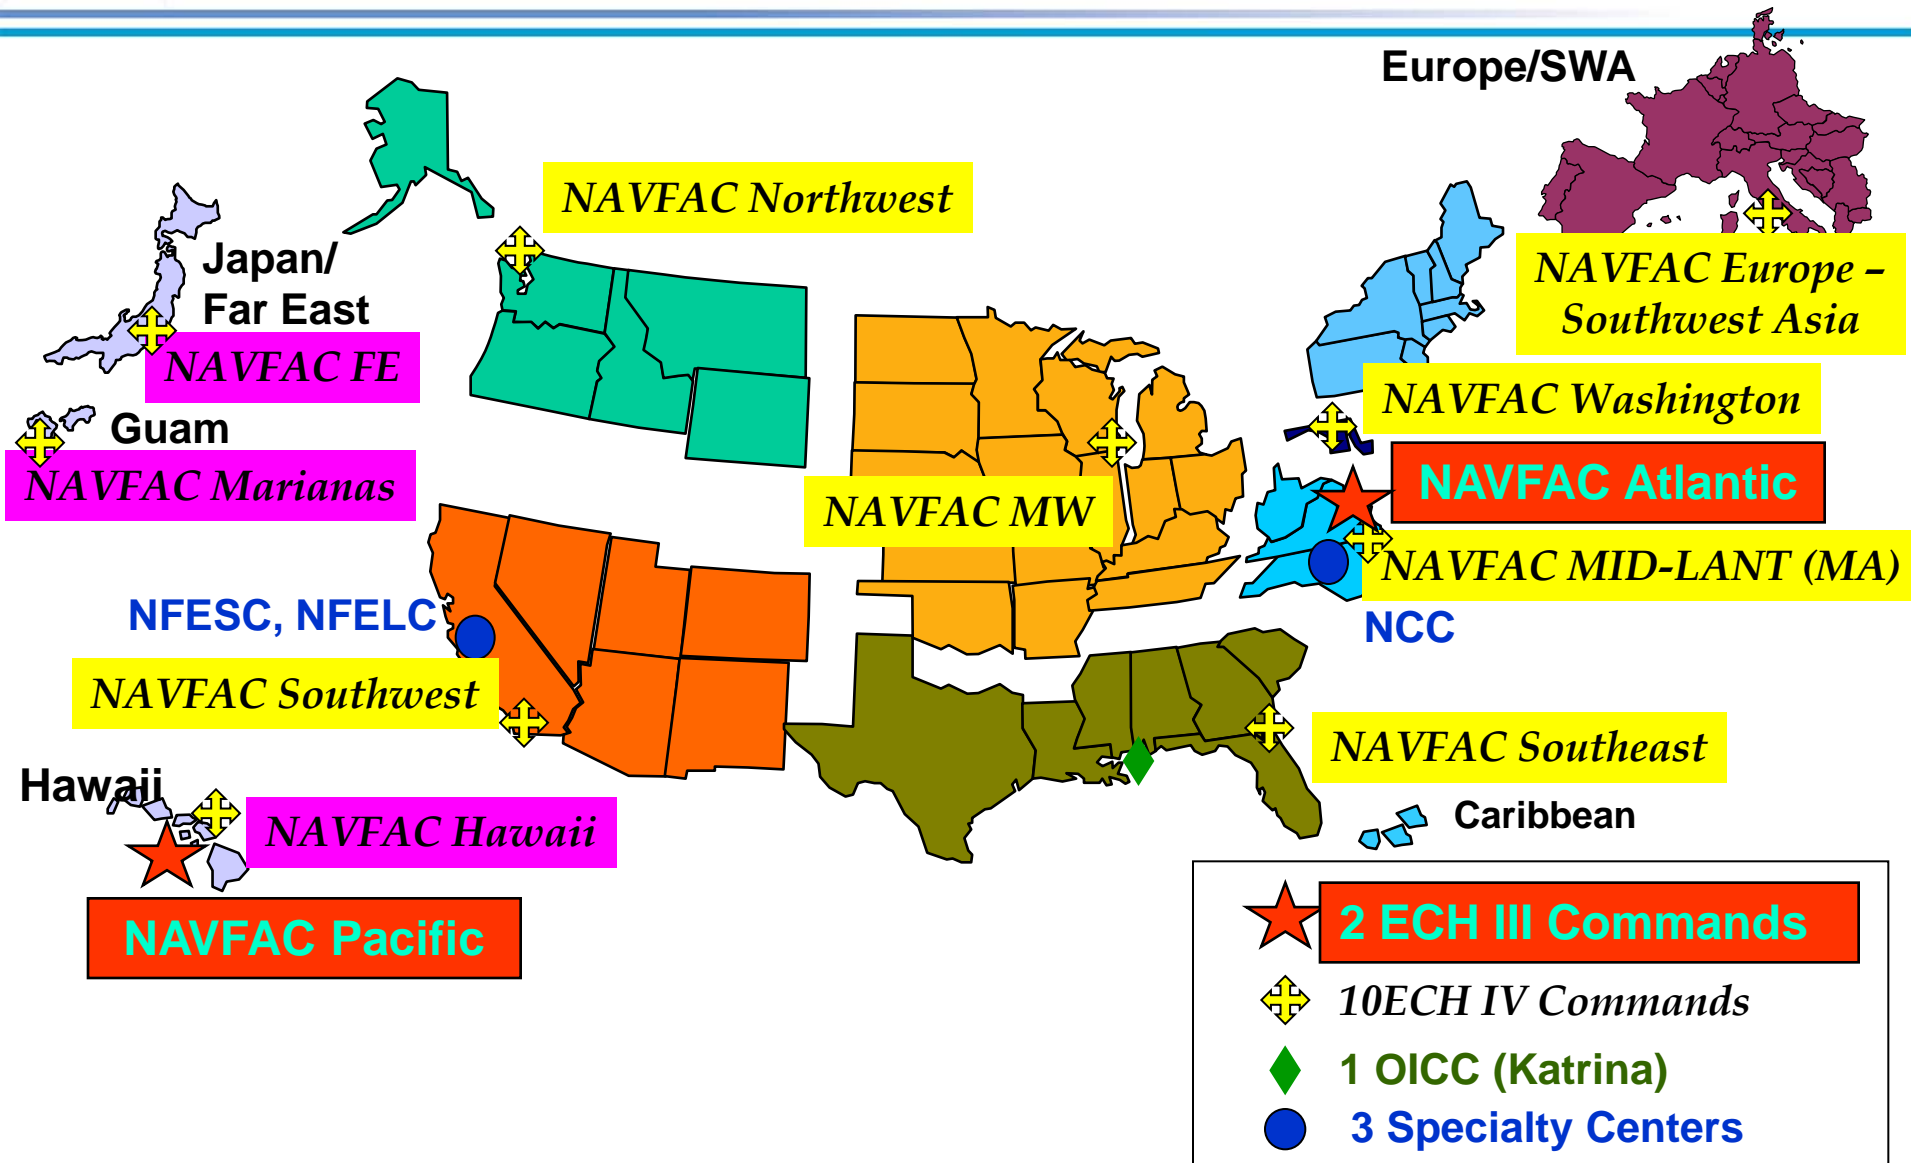 Europe/SWA
NAVFAC Northwest
Japan/
Far East
NAVFAC Europe –
Southwest Asia
NAVFAC FE
NAVFAC Washington
Guam
NAVFAC Marianas
NAVFAC Atlantic
NAVFAC MW
NAVFAC MID-LANT (MA)
NFESC, NFELC
NCC
NAVFAC Southwest
NAVFAC Southeast
Hawaii
NAVFAC Hawaii
Caribbean
NAVFAC Pacific
2 ECH III Commands
10ECH IV Commands
1 OICC (Katrina)
3 Specialty Centers